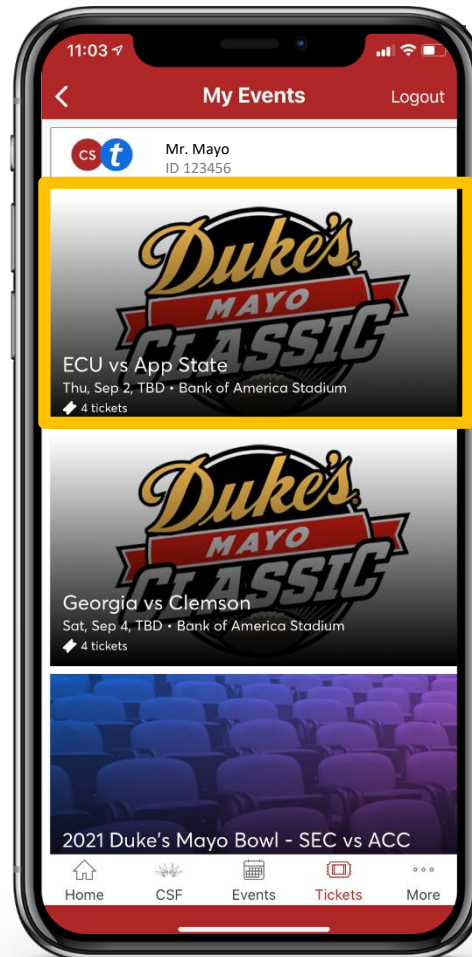 11:03
My Events
Logout
CS t
Mr. Mayo
ID 123456
Duke's
MAYO
CLASSIC
ECU vs App State
Thu, Sep 2, TBD • Bank of America Stadium
4 tickets
Duke's
MAYO
CLASSIC
Georgia vs Clemson
Sat, Sep 4, TBD • Bank of America Stadium
4 tickets
2021 Duke's Mayo Bowl - SEC vs ACC
Home
CSF
Events
Tickets
More